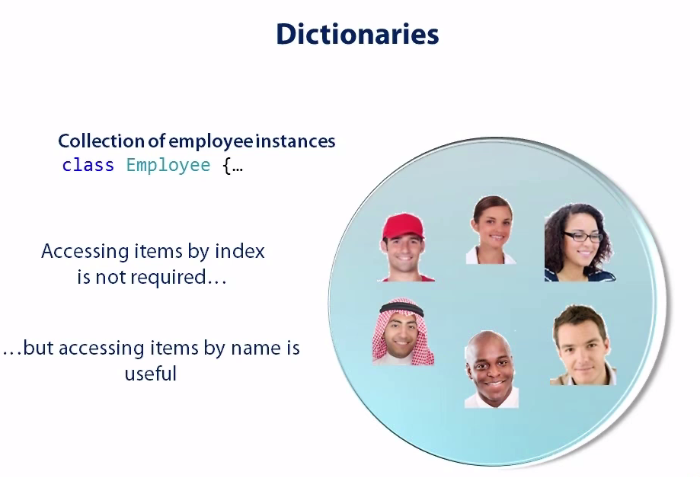 Dictionaries
Collection of employee instances
class Employee {…
Accessing items by index
is not required…
…but accessing items by name is
useful